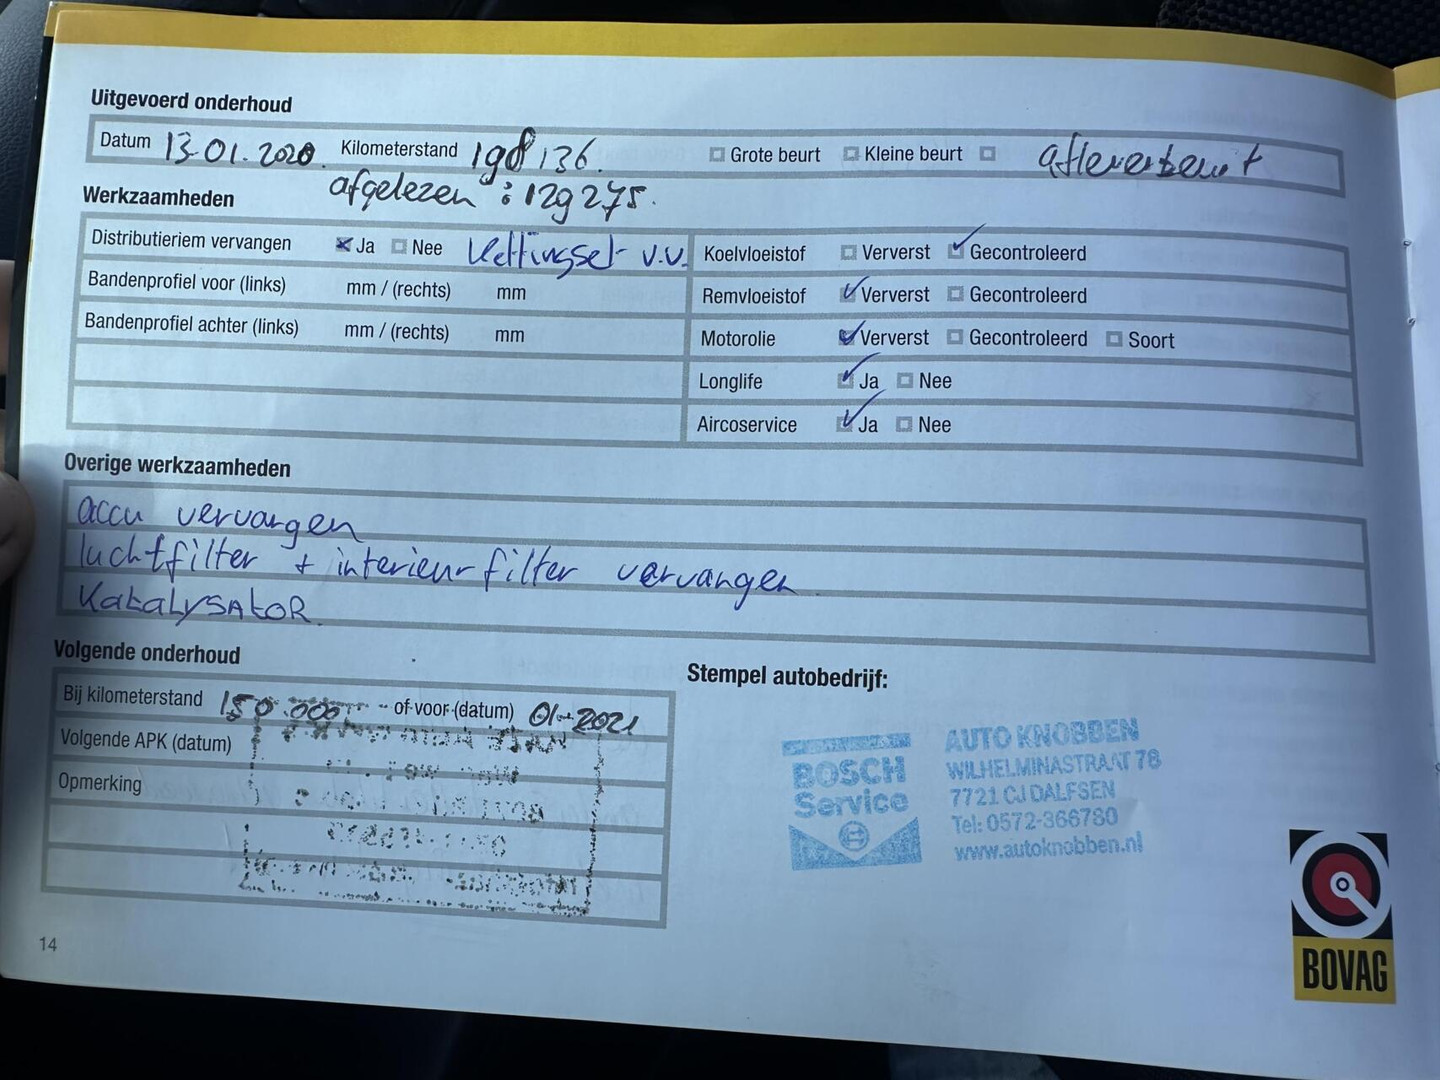 Uitgevoerd onderhoud
Datum 13-01-2020. Kilometerstand 136. Grote beurt Kleine beurt afleverbeurt
afgelezen : 129275.
Werkzaamheden
Distributieriem vervangen Ja Nee Kettingset v.v.
Bandenprofiel voor (links) mm / (rechts) mm
Bandenprofiel achter (links) mm / (rechts) mm
Koelvloeistof Ververst Gecontroleerd
Remvloeistof Ververst Gecontroleerd
Motorolie Ververst Gecontroleerd Soort
Longlife Ja Nee
Aircoservice Ja Nee
Overige werkzaamheden
accu vervangen
luchtfilter + interieurfilter vervangen
Katalysator.
Volgende onderhoud
Bij kilometerstand 150.000 of voor (datum) 01-2021
Volgende APK (datum)
Opmerking
Stempel autobedrijf:
BOSCH
Service
AUTO KNOBBEN
WILHELMINASTRAAT 78
7721 CJ DALFSEN
Tel: 0572-366780
www.autoknobben.nl
BOVAG
14